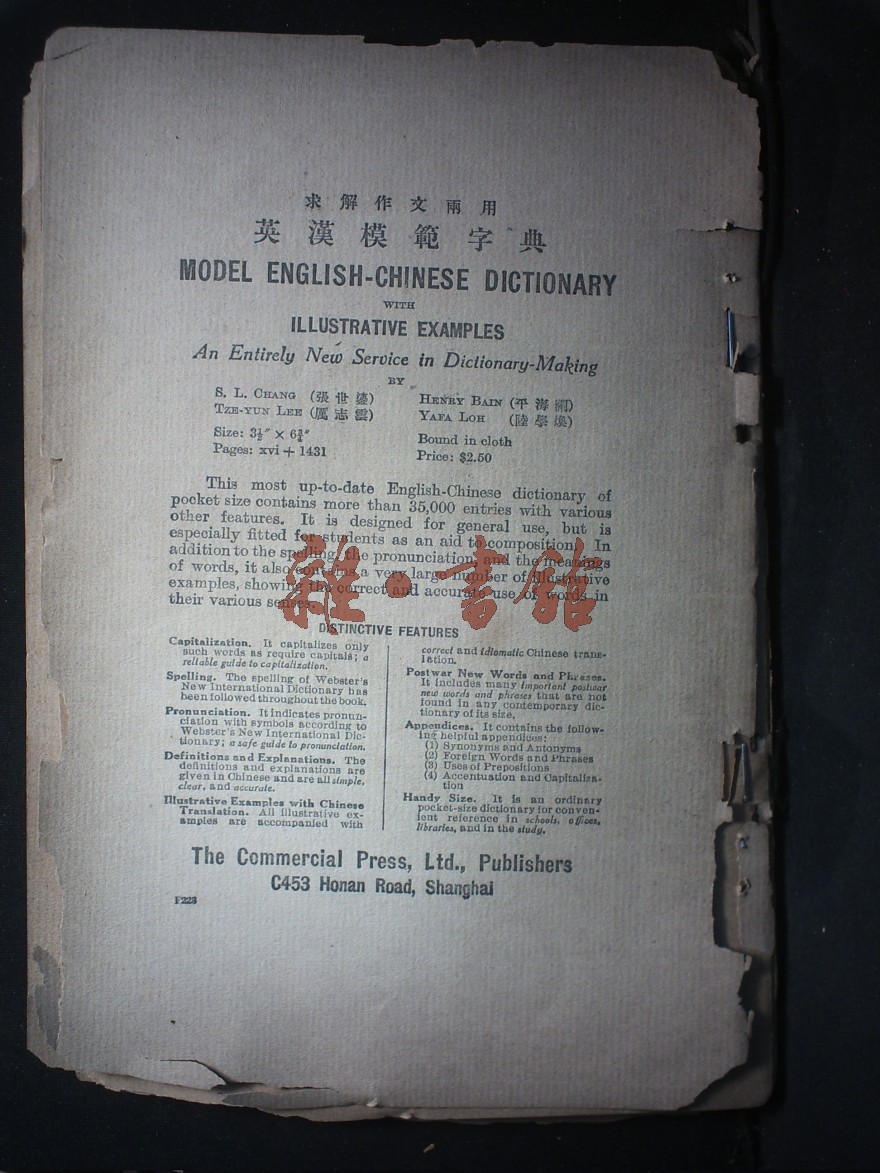 求解作文兩用
英漢模範字典
MODEL ENGLISH-CHINESE DICTIONARY
WITH
ILLUSTRATIVE EXAMPLES
An Entirely New Service in Dictionary-Making
BY
S. L. CHANG (張世鎏) HENRY BAIN (平海瀾)
TZE-YUN LEE (厲志雲) YAFA LOH (陸學煥)
Size: 3½″ × 6¾″ Bound in cloth
Pages: xvi + 1431 Price: $2.50
This most up-to-date English-Chinese dictionary of
pocket size contains more than 35,000 entries with various
other features. It is designed for general use, but is
especially fitted for students as an aid to composition. In
addition to the spelling, the pronunciation, and the meanings
of words, it also contains a very large number of illustrative
examples, showing the correct and accurate use of words in
their various senses.
雜·書館
DISTINCTIVE FEATURES
Capitalization. It capitalizes only
such words as require capitals; a
reliable guide to capitalization.
Spelling. The spelling of Webster's
New International Dictionary has
been followed throughout the book.
Pronunciation. It indicates pronun-
ciation with symbols according to
Webster's New International Dic-
tionary; a safe guide to pronunciation.
Definitions and Explanations. The
definitions and explanations are
given in Chinese and are all simple,
clear, and accurate.
Illustrative Examples with Chinese
Translation. All illustrative ex-
amples are accompanied with
correct and idiomatic Chinese trans-
lation.
Postwar New Words and Phrases.
It includes many important postwar
new words and phrases that are not
found in any contemporary dic-
tionary of its size.
Appendices. It contains the follow-
ing helpful appendices:
(1) Synonyms and Antonyms
(2) Foreign Words and Phrases
(3) Uses of Prepositions
(4) Accentuation and Capitaliza-
tion
Handy Size. It is an ordinary
pocket-size dictionary for conven-
ient reference in schools, offices,
libraries, and in the study.
The Commercial Press, Ltd., Publishers
C453 Honan Road, Shanghai
F223